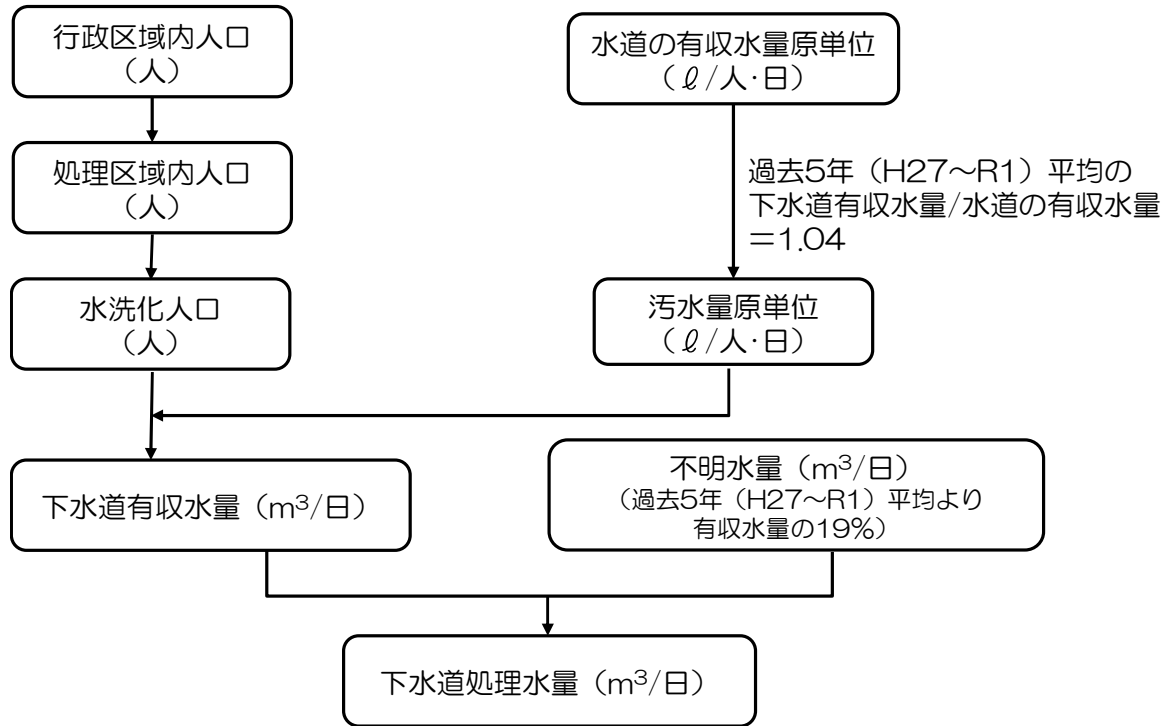 行政区域内人口
（人）
水道の有収水量原単位
（ℓ/人･日）
処理区域内人口
（人）
過去5年（H27～R1）平均の
下水道有収水量/水道の有収水量
＝1.04
水洗化人口
（人）
汚水量原単位
（ℓ/人･日）
下水道有収水量（m³/日）
不明水量（m³/日）
（過去5年（H27～R1）平均より
有収水量の19%）
下水道処理水量（m³/日）